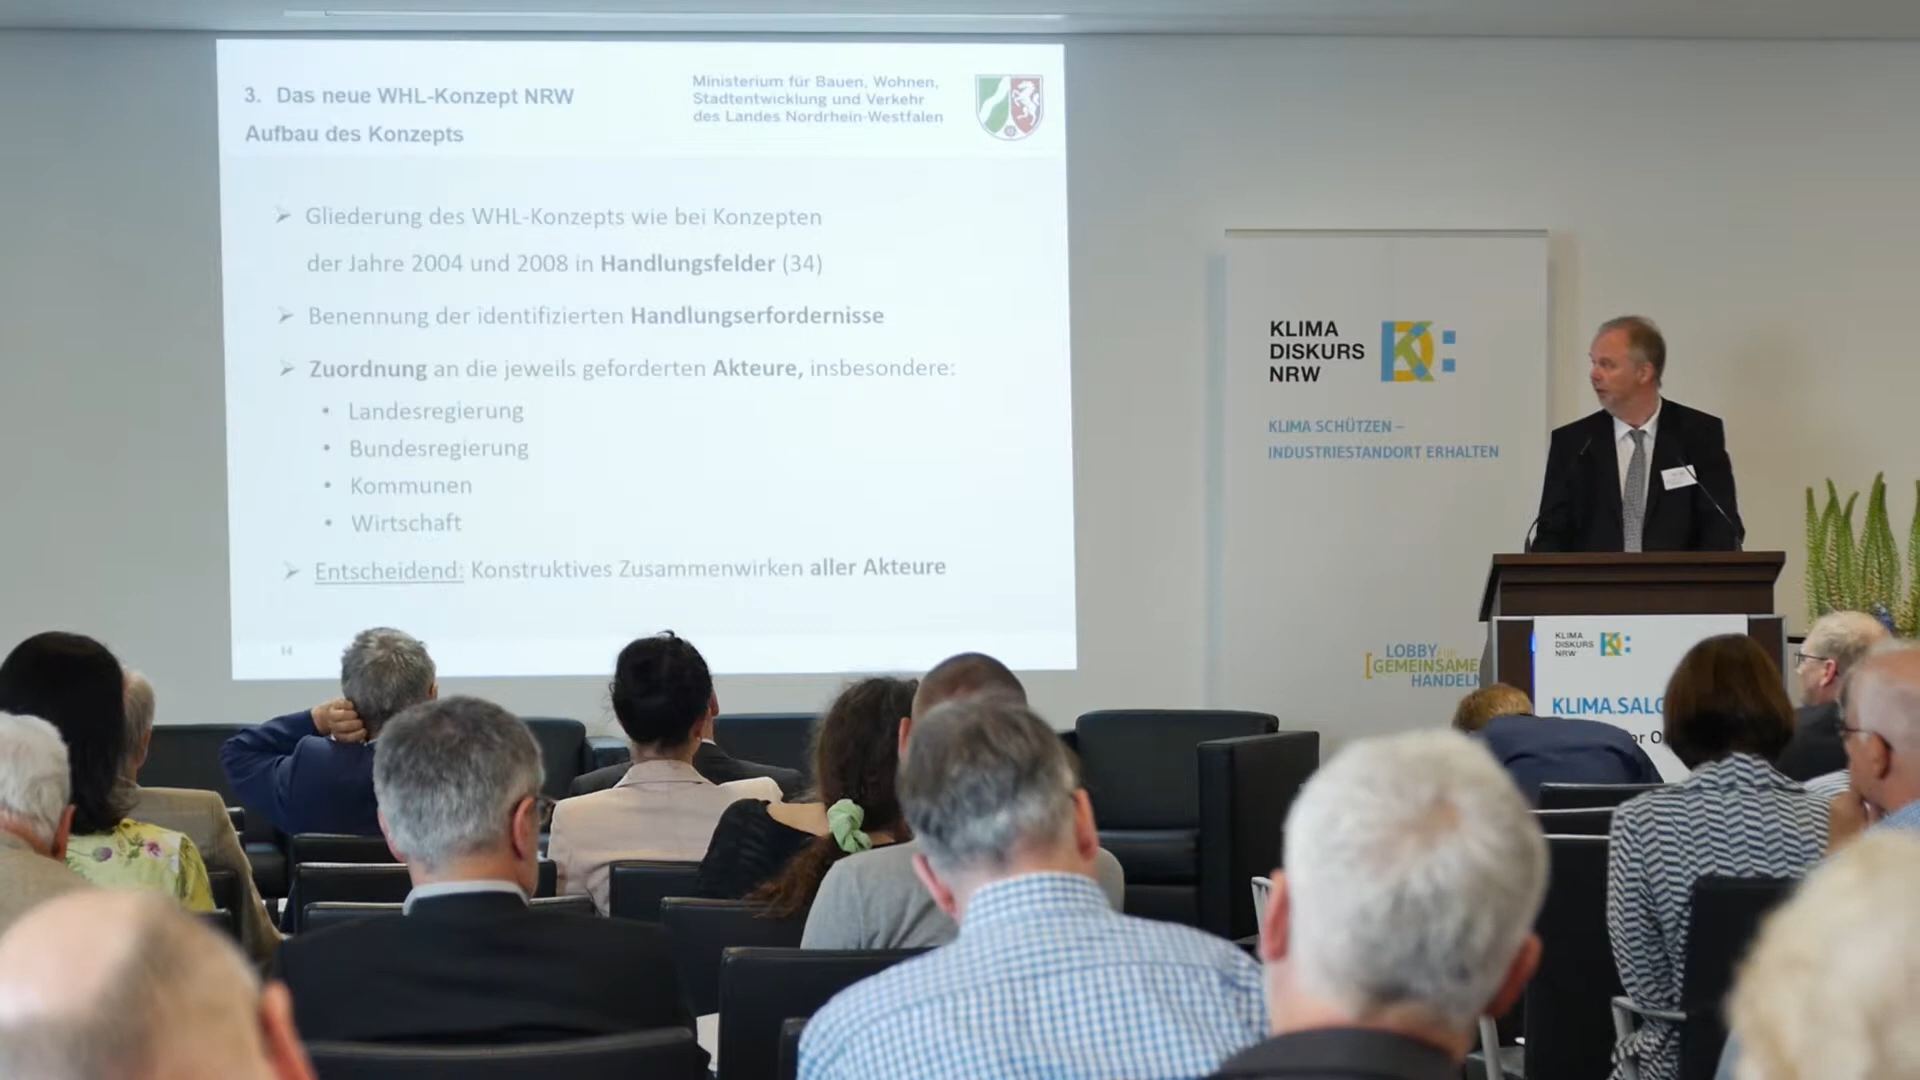 3. Das neue WHL-Konzept NRW
Aufbau des Konzepts
Ministerium für Bauen, Wohnen,
Stadtentwicklung und Verkehr
des Landes Nordrhein-Westfalen
➢ Gliederung des WHL-Konzepts wie bei Konzepten
der Jahre 2004 und 2008 in Handlungsfelder (34)
➢ Benennung der identifizierten Handlungserfordernisse
➢ Zuordnung an die jeweils geforderten Akteure, insbesondere:
• Landesregierung
• Bundesregierung
• Kommunen
• Wirtschaft
➢ Entscheidend: Konstruktives Zusammenwirken aller Akteure
14
KLIMA
DISKURS
NRW
KLIMA SCHÜTZEN –
INDUSTRIESTANDORT ERHALTEN
LOBBY
[GEMEINSAME
HANDELN
KLIMA
DISKURS
NRW
KLIMA.SALO